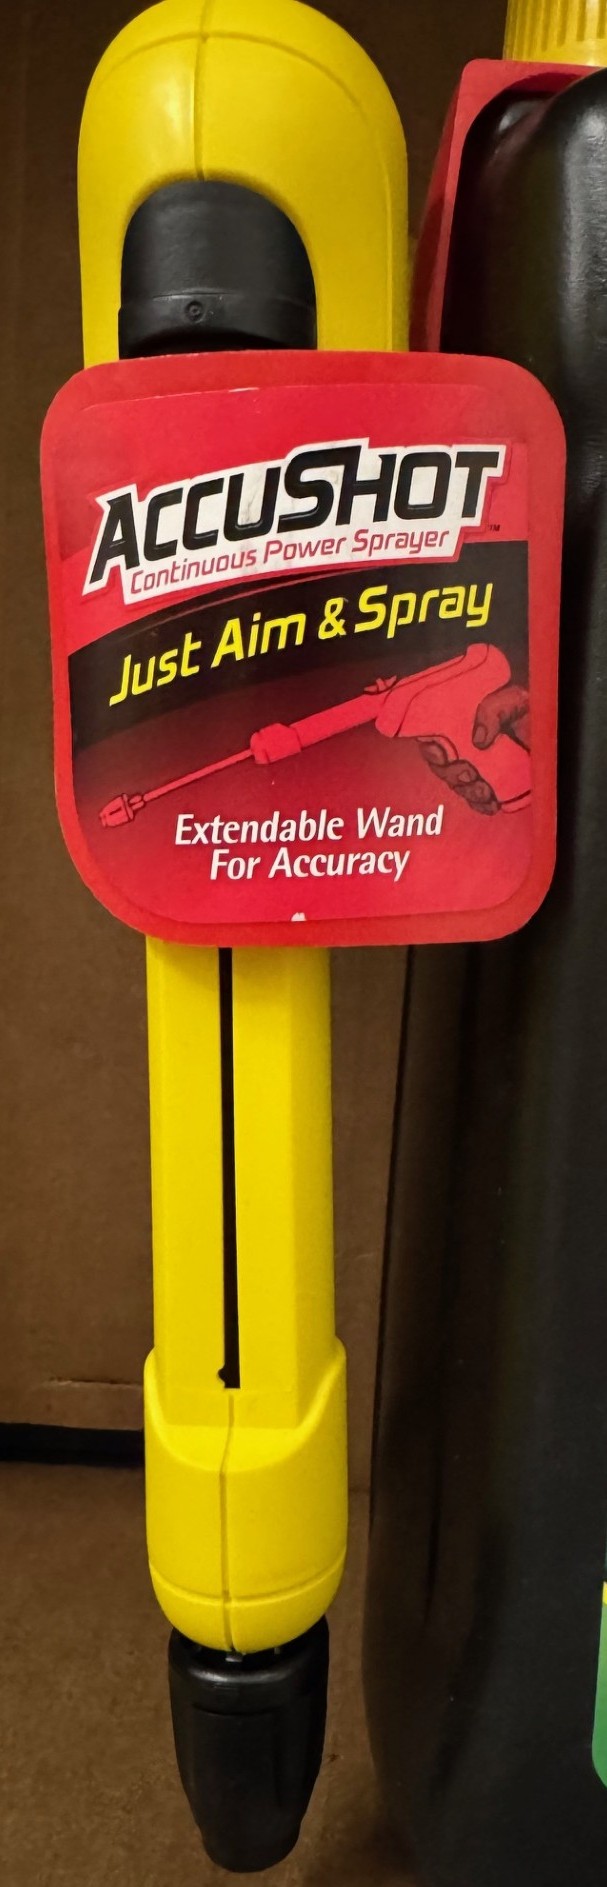 ACCUSHOT™
Continuous Power Sprayer
Just Aim & Spray
Extendable Wand
For Accuracy